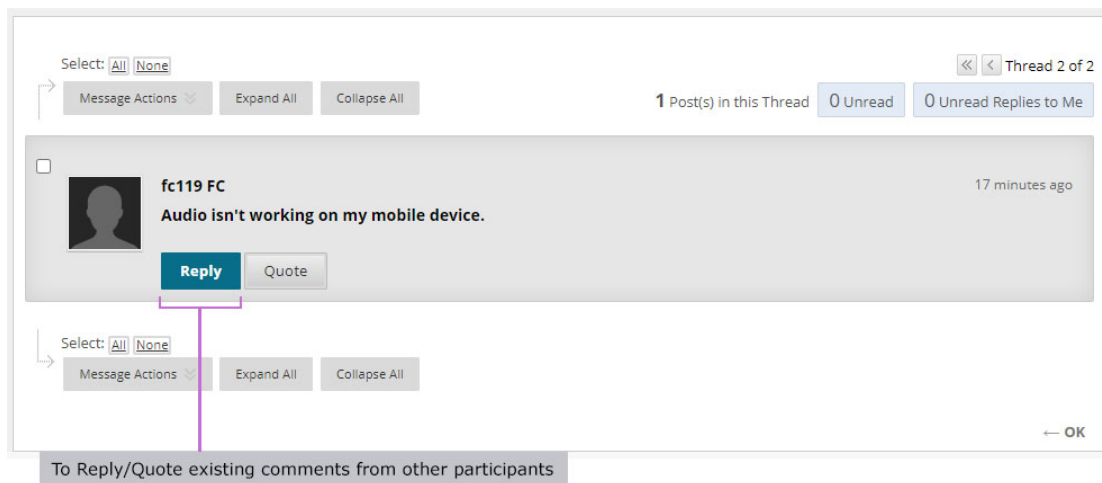 Select: All None
« < Thread 2 of 2
Message Actions Expand All Collapse All
1 Post(s) in this Thread 0 Unread 0 Unread Replies to Me
fc119 FC
17 minutes ago
Audio isn't working on my mobile device.
Reply Quote
Select: All None
Message Actions Expand All Collapse All
← OK
To Reply/Quote existing comments from other participants